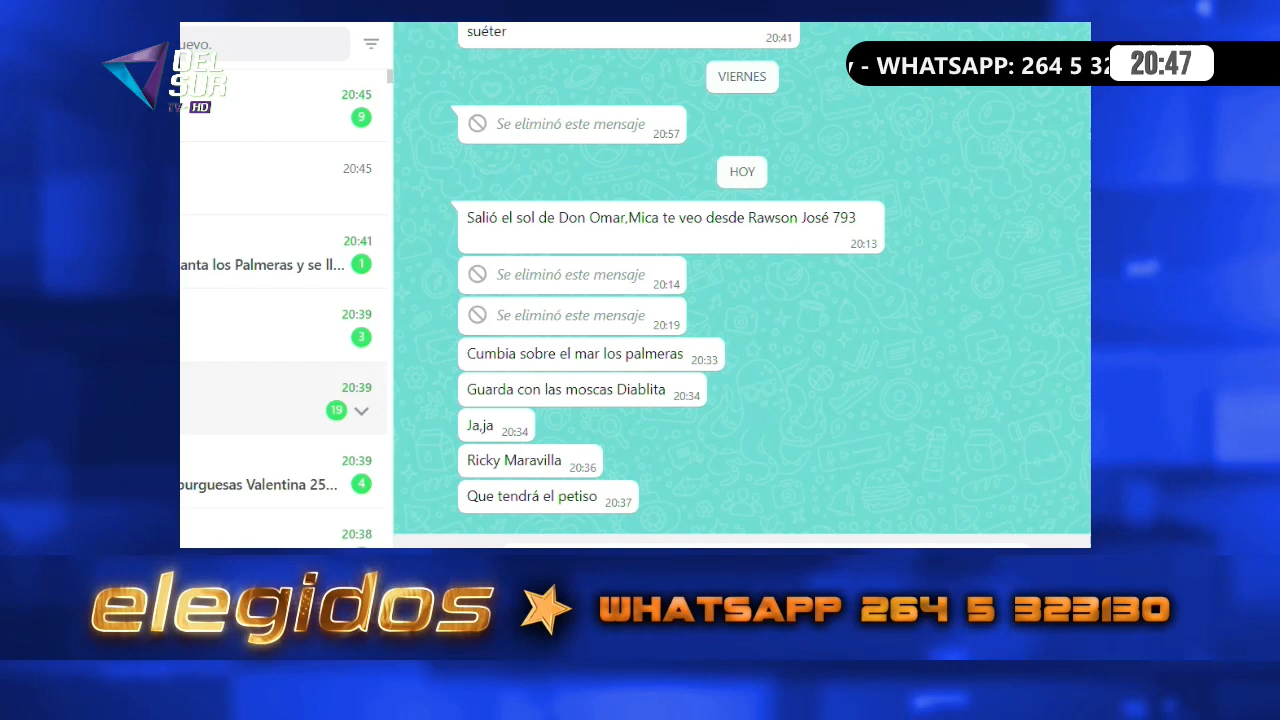 uevo.
DEL
SUR
TV-HD
- WHATSAPP: 264 5 32
20:47
20:45
9
20:45
20:41
anta los Palmeras y se ll...
1
20:39
3
20:39
19
20:39
ourguesas Valentina 25...
4
20:38
suéter
20:41
VIERNES
Se eliminó este mensaje 20:57
HOY
Salió el sol de Don Omar,Mica te veo desde Rawson José 793
20:13
Se eliminó este mensaje 20:14
Se eliminó este mensaje 20:19
Cumbia sobre el mar los palmeras 20:33
Guarda con las moscas Diablita 20:34
Ja,ja 20:34
Ricky Maravilla 20:36
Que tendrá el petiso 20:37
elegidos
WHATSAPP 264 5 323130